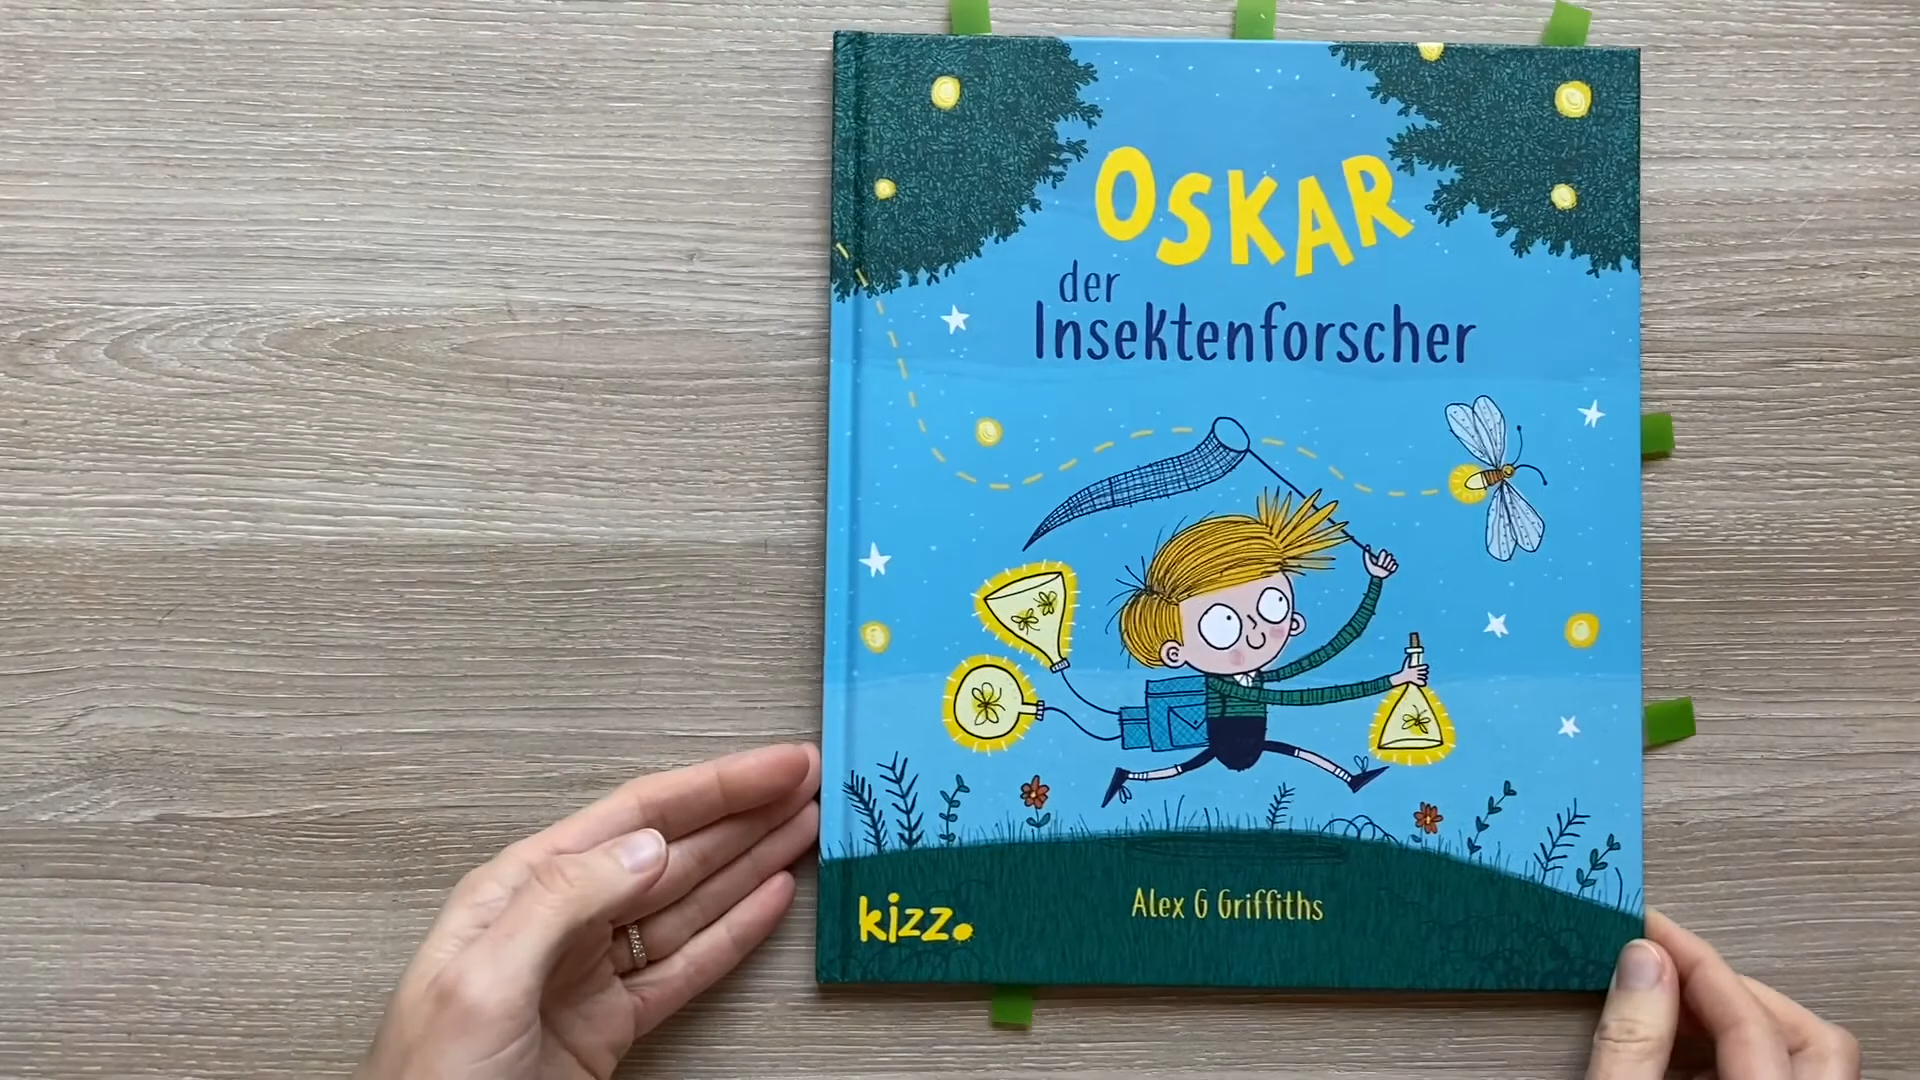 OSKAR
der
Insektenforscher
Alex G Griffiths
kizz.